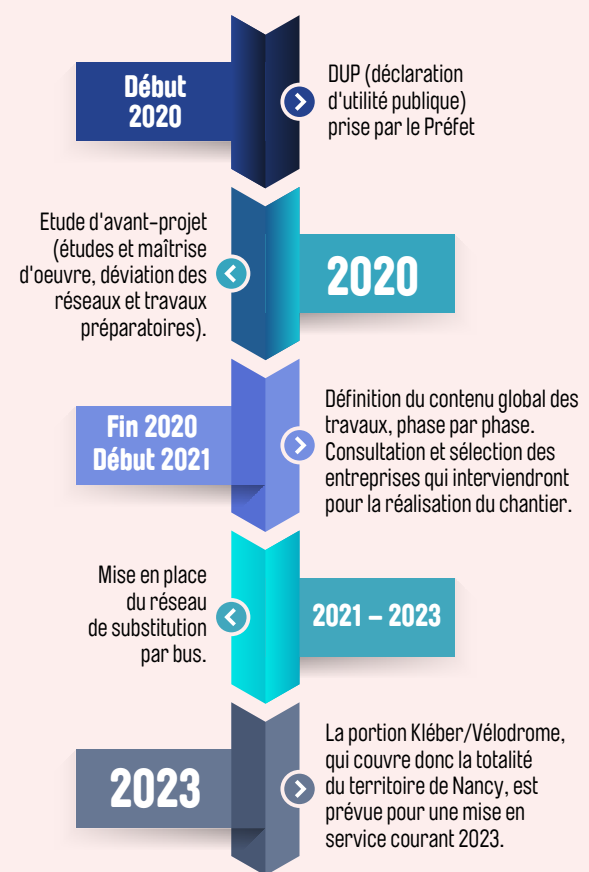 Début
2020
DUP (déclaration
d'utilité publique)
prise par le Préfet
Etude d'avant-projet
(études et maîtrise
d'oeuvre, déviation des
réseaux et travaux
préparatoires).
2020
Fin 2020
Début 2021
Définition du contenu global des
travaux, phase par phase.
Consultation et sélection des
entreprises qui interviendront
pour la réalisation du chantier.
Mise en place
du réseau
de substitution
par bus.
2021 – 2023
2023
La portion Kléber/Vélodrome,
qui couvre donc la totalité
du territoire de Nancy, est
prévue pour une mise en
service courant 2023.